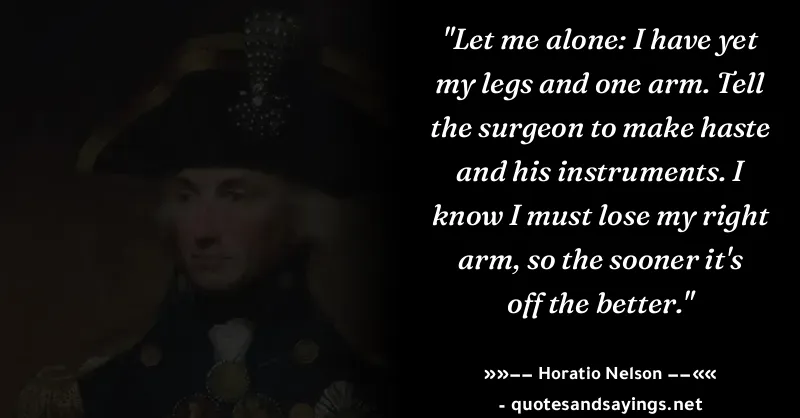 "Let me alone: I have yet
my legs and one arm. Tell
the surgeon to make haste
and his instruments. I
know I must lose my right
arm, so the sooner it's
off the better."
»»–– Horatio Nelson ––««
- quotesandsayings.net